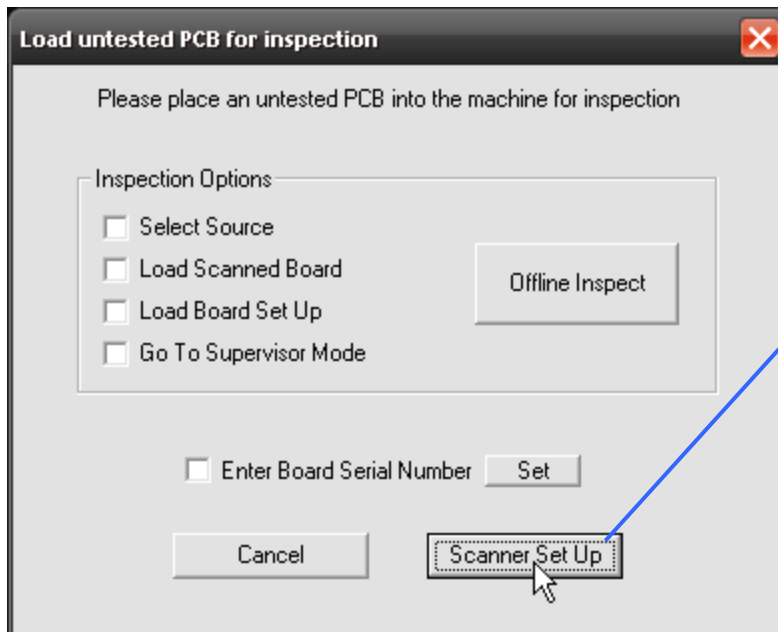 Load untested PCB for inspection
Please place an untested PCB into the machine for inspection
Inspection Options
Select Source
Load Scanned Board
Load Board Set Up
Go To Supervisor Mode
Offline Inspect
Enter Board Serial Number
Set
Cancel
Scanner Set Up